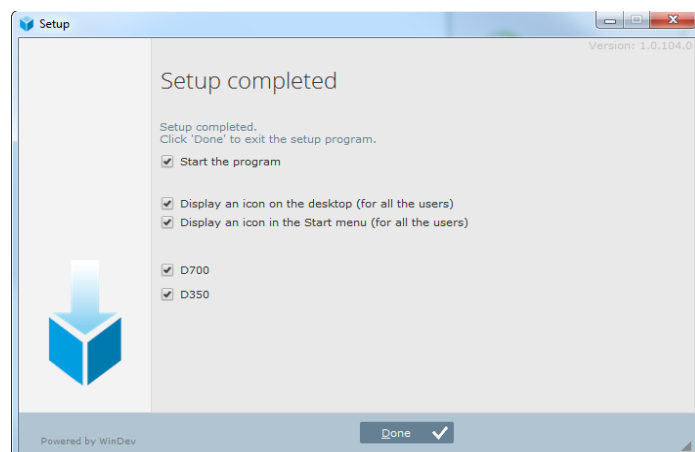 Setup
Version: 1.0.104.0
Setup completed
Setup completed.
Click 'Done' to exit the setup program.
Start the program
Display an icon on the desktop (for all the users)
Display an icon in the Start menu (for all the users)
D700
D350
Powered by WinDev
Done